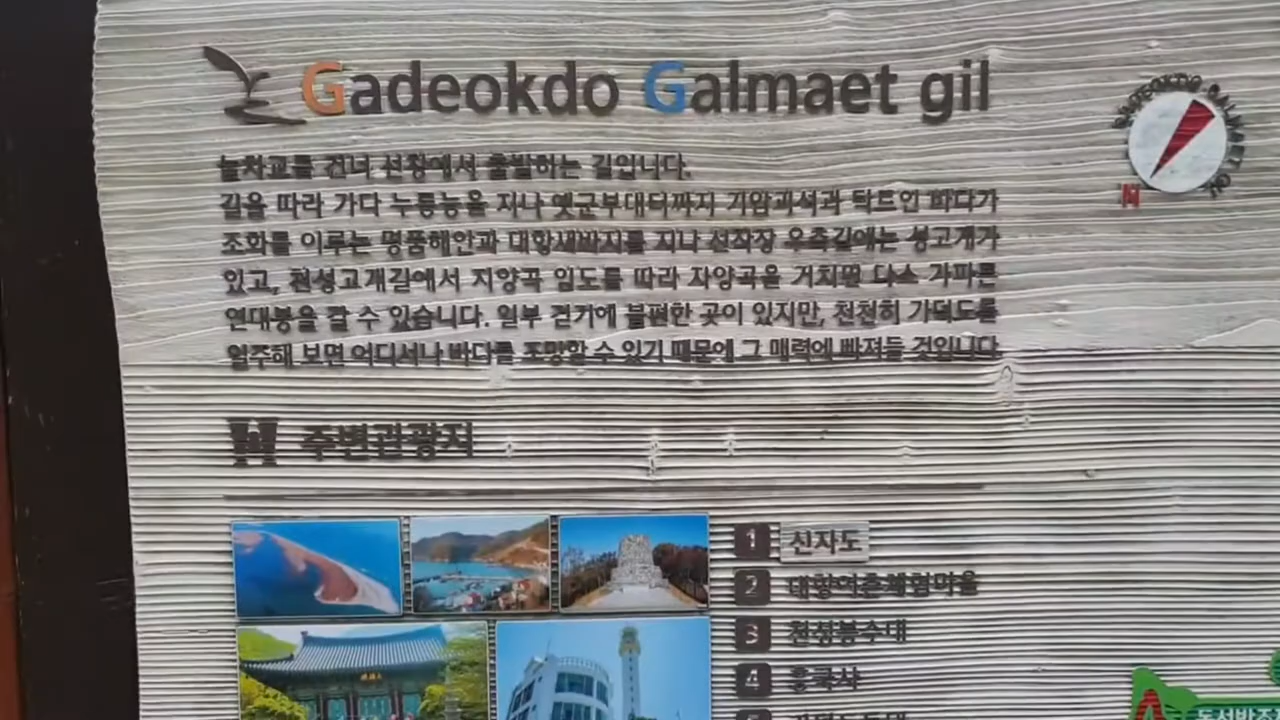 Gadeokdo Galmaet gil
눌차교를 건너 선창에서 출발하는 길입니다.
길을 따라 가다 누릉능을 지나 옛군부대터까지 기암괴석과 탁트인 바다가
조화를 이루는 명품해안과 대항새바지를 지나 선착장 우측길에는 성고개가
있고, 천성고개길에서 지양곡 임도를 따라 지양곡을 거치면 다소 가파른
연대봉을 갈 수 있습니다. 일부 걷기에 불편한 곳이 있지만, 천천히 가덕도를
일주해 보면 어디서나 바다를 조망할 수 있기 때문에 그 매력에 빠져들 것입니다
GADEOKDO GALMAET GIL
N
주변관광지
1 신자도
2 대항어촌체험마을
3 천성봉수대
4 흥국사